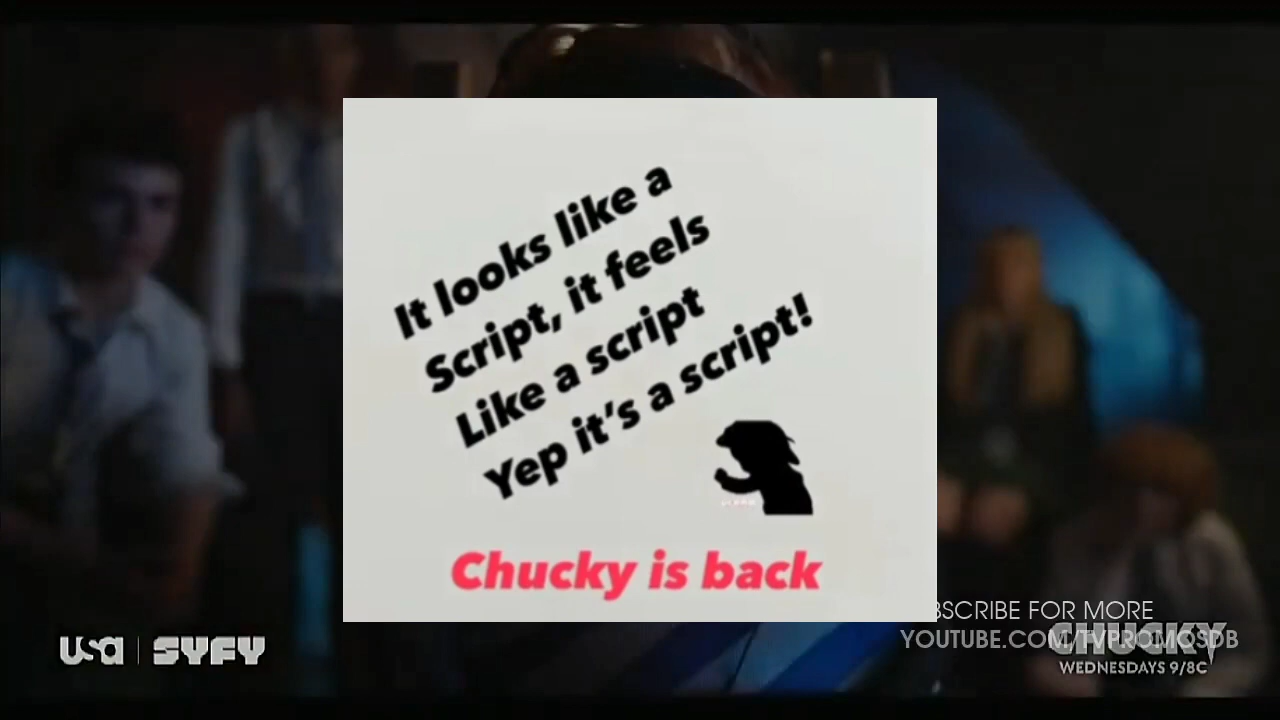 It looks like a
Script, it feels
Like a script
Yep it's a script!
Chucky is back
BSCRIBE FOR MORE
YOUTUBE.COM/TVPROMOSDB
CHUCKY
WEDNESDAYS 9/8C
USA | SYFY